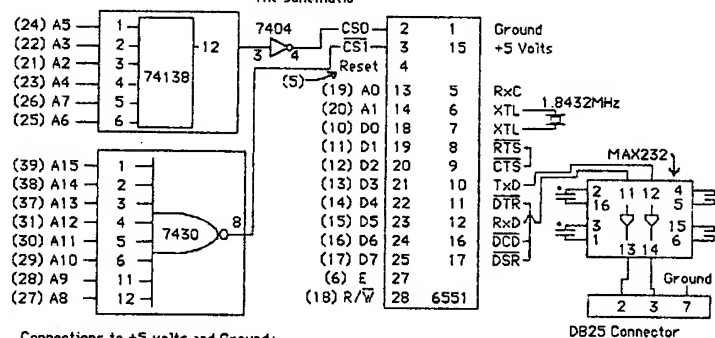 (24) A5 1
(22) A3 2
(21) A2 3
(23) A4 4
(26) A7 5
(25) A6 6
74138
12
7404
3 4
(39) A15 1
(38) A14 2
(37) A13 3
(31) A12 4
(30) A11 5
(29) A10 6
(28) A9 11
(27) A8 12
7430
8
CS0 2 1 Ground
CS1 3 15 +5 Volts
Reset 4
(5)
(19) A0 13 5 RxC
(20) A1 14 6 XTL
(10) D0 18 7 XTL
(11) D1 19 8 RTS
(12) D2 20 9 CTS
(13) D3 21 10 TxD
(14) D4 22 11 DTR
(15) D5 23 12 RxD
(16) D6 24 16 DCD
(17) D7 25 17 DSR
(6) E 27
(18) R/W 28 6551
1.8432MHz
MAX232
2 11 12 4
16 5
3 15
1 6
13 14
Ground
2 3 7
DB25 Connector
Connections to +5 volts and Ground: